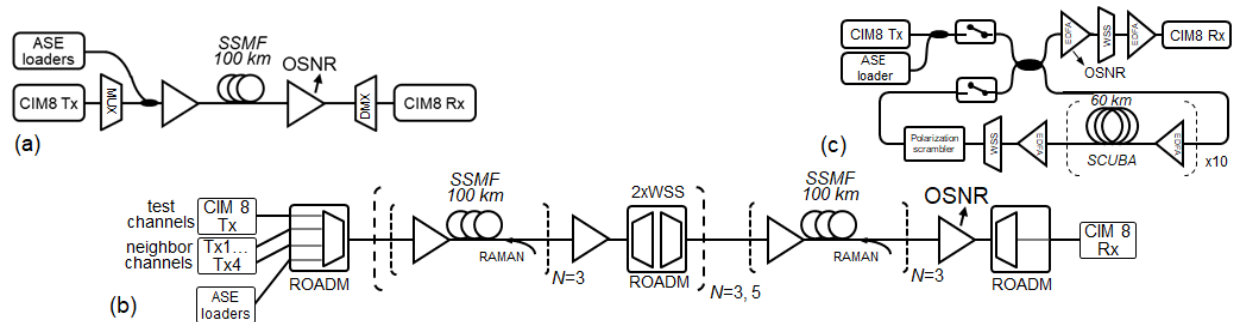 ASE
loaders
CIM8 Tx
MUX
SSMF
100 km
OSNR
DMX
CIM8 Rx
(a)
CIM8 Tx
ASE
loader
EDFA
WSS
EDFA
CIM8 Rx
OSNR
60 km
Polarization
scrambler
WSS
EDFA
SCUBA
EDFA
x10
(c)
test
channels
CIM 8
Tx
neighbor
channels
Tx1...
Tx4
ASE
loaders
ROADM
SSMF
100 km
RAMAN
N=3
2xWSS
ROADM
N=3, 5
SSMF
100 km
RAMAN
N=3
OSNR
ROADM
CIM 8
Rx
(b)